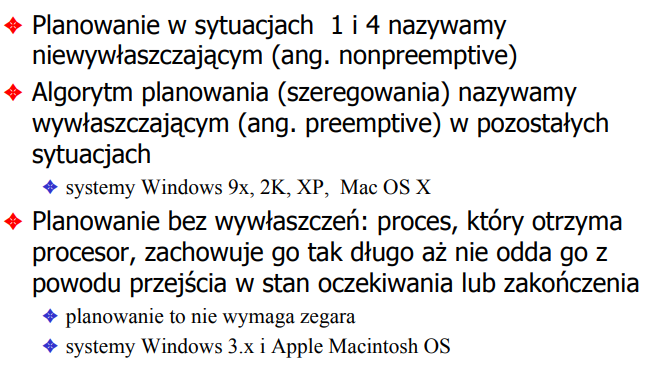 Planowanie w sytuacjach 1 i 4 nazywamy
niewywłaszczającym (ang. nonpreemptive)
Algorytm planowania (szeregowania) nazywamy
wywłaszczającym (ang. preemptive) w pozostałych
sytuacjach
systemy Windows 9x, 2K, XP, Mac OS X
Planowanie bez wywłaszczeń: proces, który otrzyma
procesor, zachowuje go tak długo aż nie odda go z
powodu przejścia w stan oczekiwania lub zakończenia
planowanie to nie wymaga zegara
systemy Windows 3.x i Apple Macintosh OS